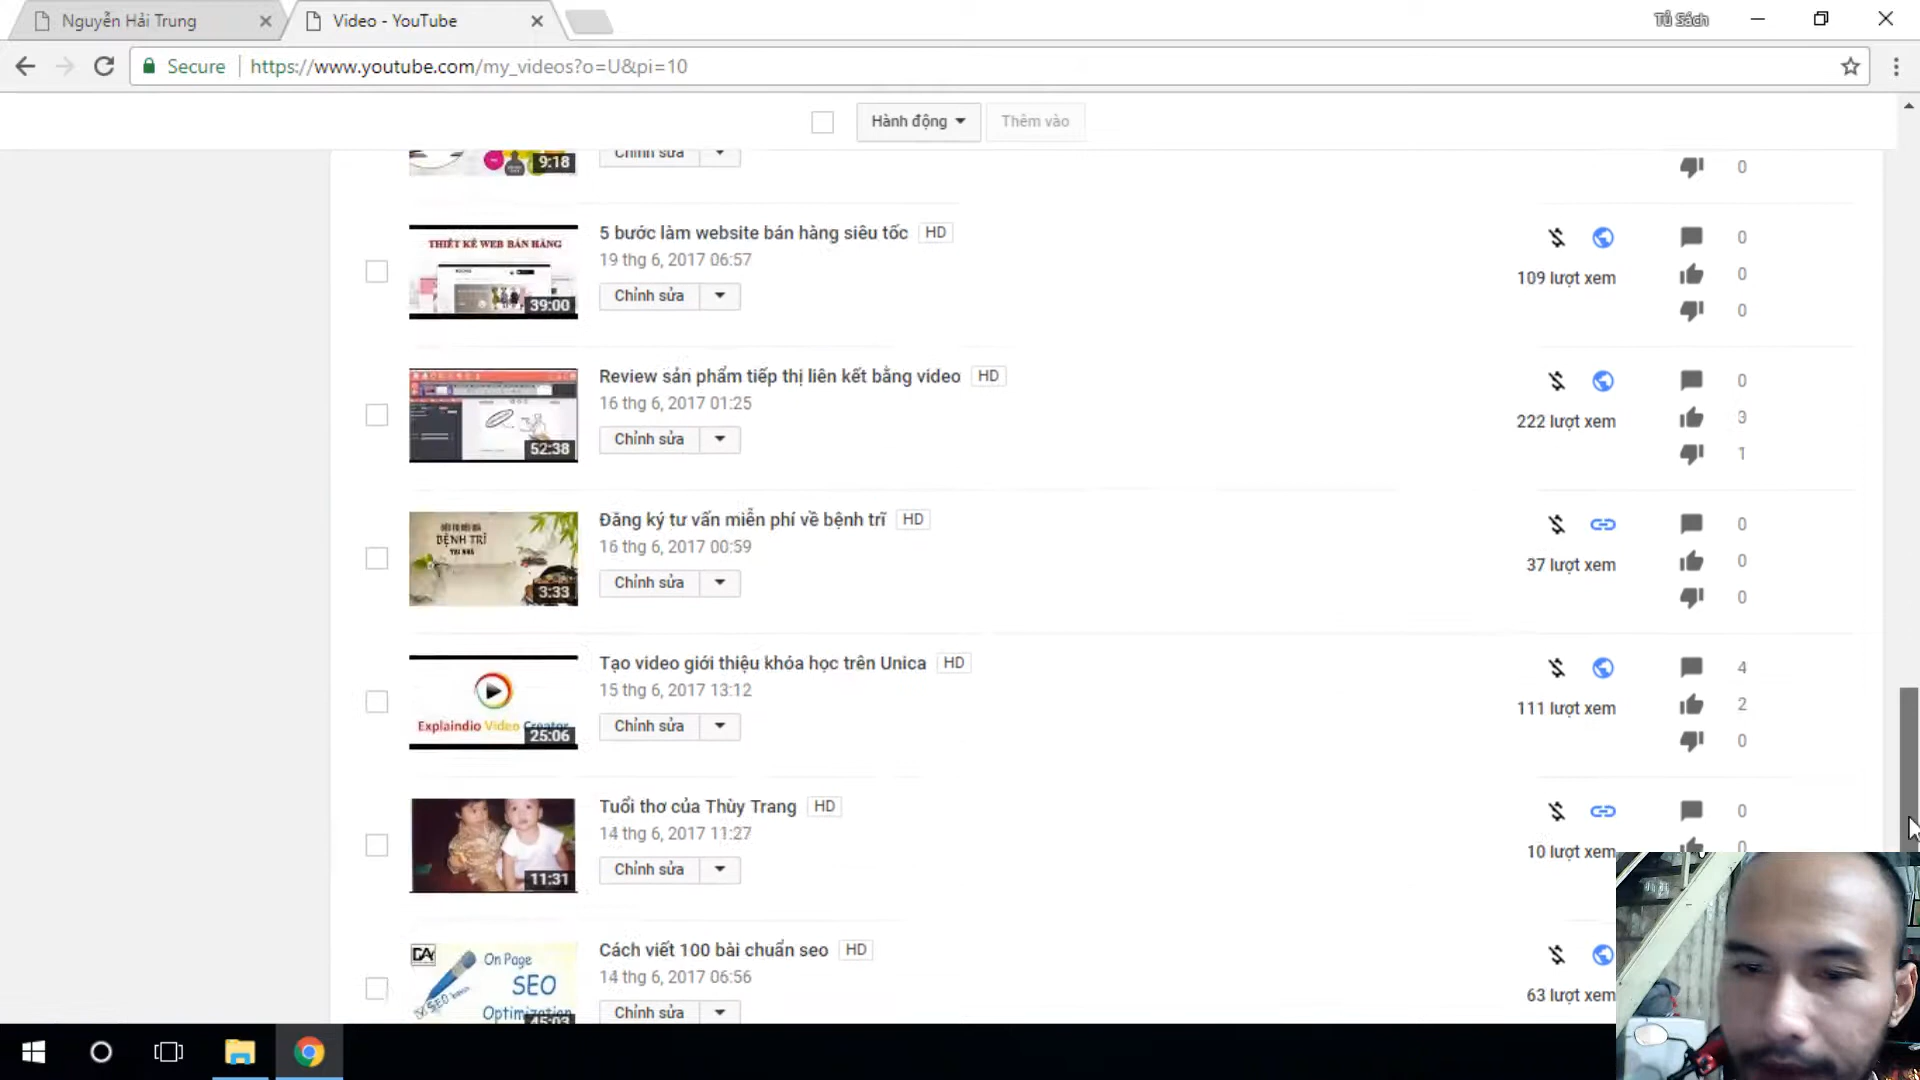 Nguyễn Hải Trung
Video - YouTube
Tủ Sách
Secure
https://www.youtube.com/my_videos?o=U&pi=10
Hành động
Thêm vào
9:18
Chỉnh sửa
0
THIẾT KẾ WEB BÁN HÀNG
39:00
5 bước làm website bán hàng siêu tốc HD
19 thg 6, 2017 06:57
Chỉnh sửa
109 lượt xem
0
0
0
52:38
Review sản phẩm tiếp thị liên kết bằng video HD
16 thg 6, 2017 01:25
Chỉnh sửa
222 lượt xem
0
3
1
BỆNH TRĨ
TẠI NHÀ
3:33
Đăng ký tư vấn miễn phí về bệnh trĩ HD
16 thg 6, 2017 00:59
Chỉnh sửa
37 lượt xem
0
0
0
Explaindio Video Creator
25:06
Tạo video giới thiệu khóa học trên Unica HD
15 thg 6, 2017 13:12
Chỉnh sửa
111 lượt xem
4
2
0
11:31
Tuổi thơ của Thùy Trang HD
14 thg 6, 2017 11:27
Chỉnh sửa
10 lượt xem
0
0
On Page
SEO
Optimization
45:03
Cách viết 100 bài chuẩn seo HD
14 thg 6, 2017 06:56
Chỉnh sửa
63 lượt xem